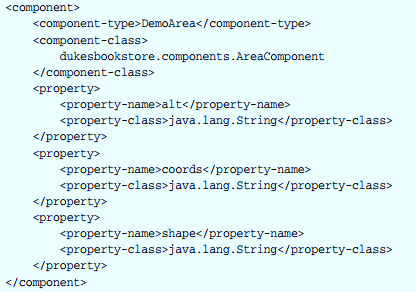 <component>
    <component-type>DemoArea</component-type>
    <component-class>
        dukesbookstore.components.AreaComponent
    </component-class>
    <property>
        <property-name>alt</property-name>
        <property-class>java.lang.String</property-class>
    </property>
    <property>
        <property-name>coords</property-name>
        <property-class>java.lang.String</property-class>
    </property>
    <property>
        <property-name>shape</property-name>
        <property-class>java.lang.String</property-class>
    </property>
</component>